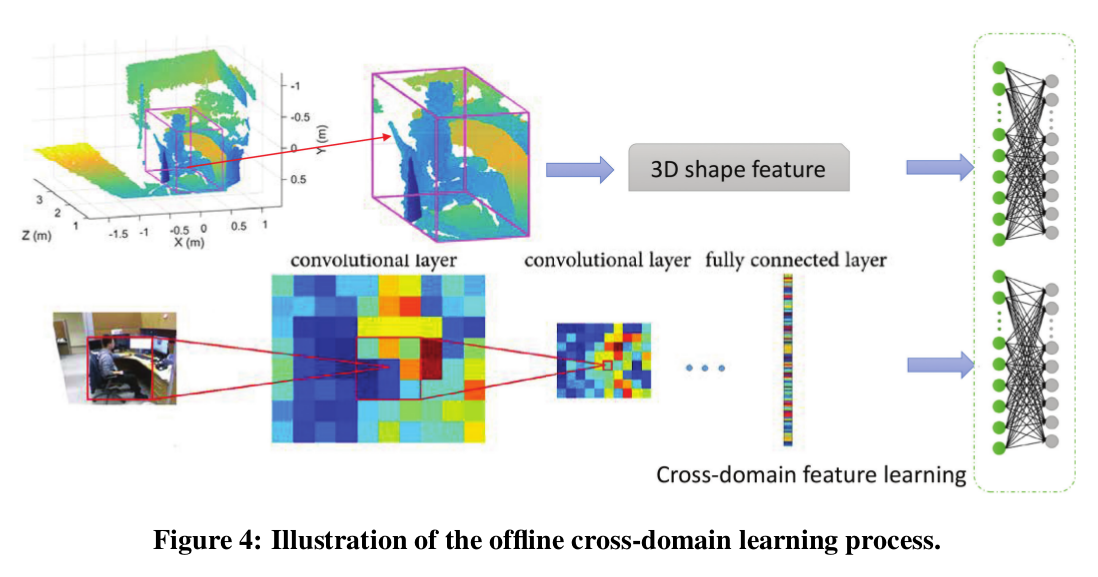 -1
-0.5
0
0.5
Y (m)
3
2
1
Z (m)
-1.5 -1 -0.5 0 0.5 1
X (m)
3D shape feature
convolutional layer
convolutional layer fully connected layer
Cross-domain feature learning
Figure 4: Illustration of the offline cross-domain learning process.